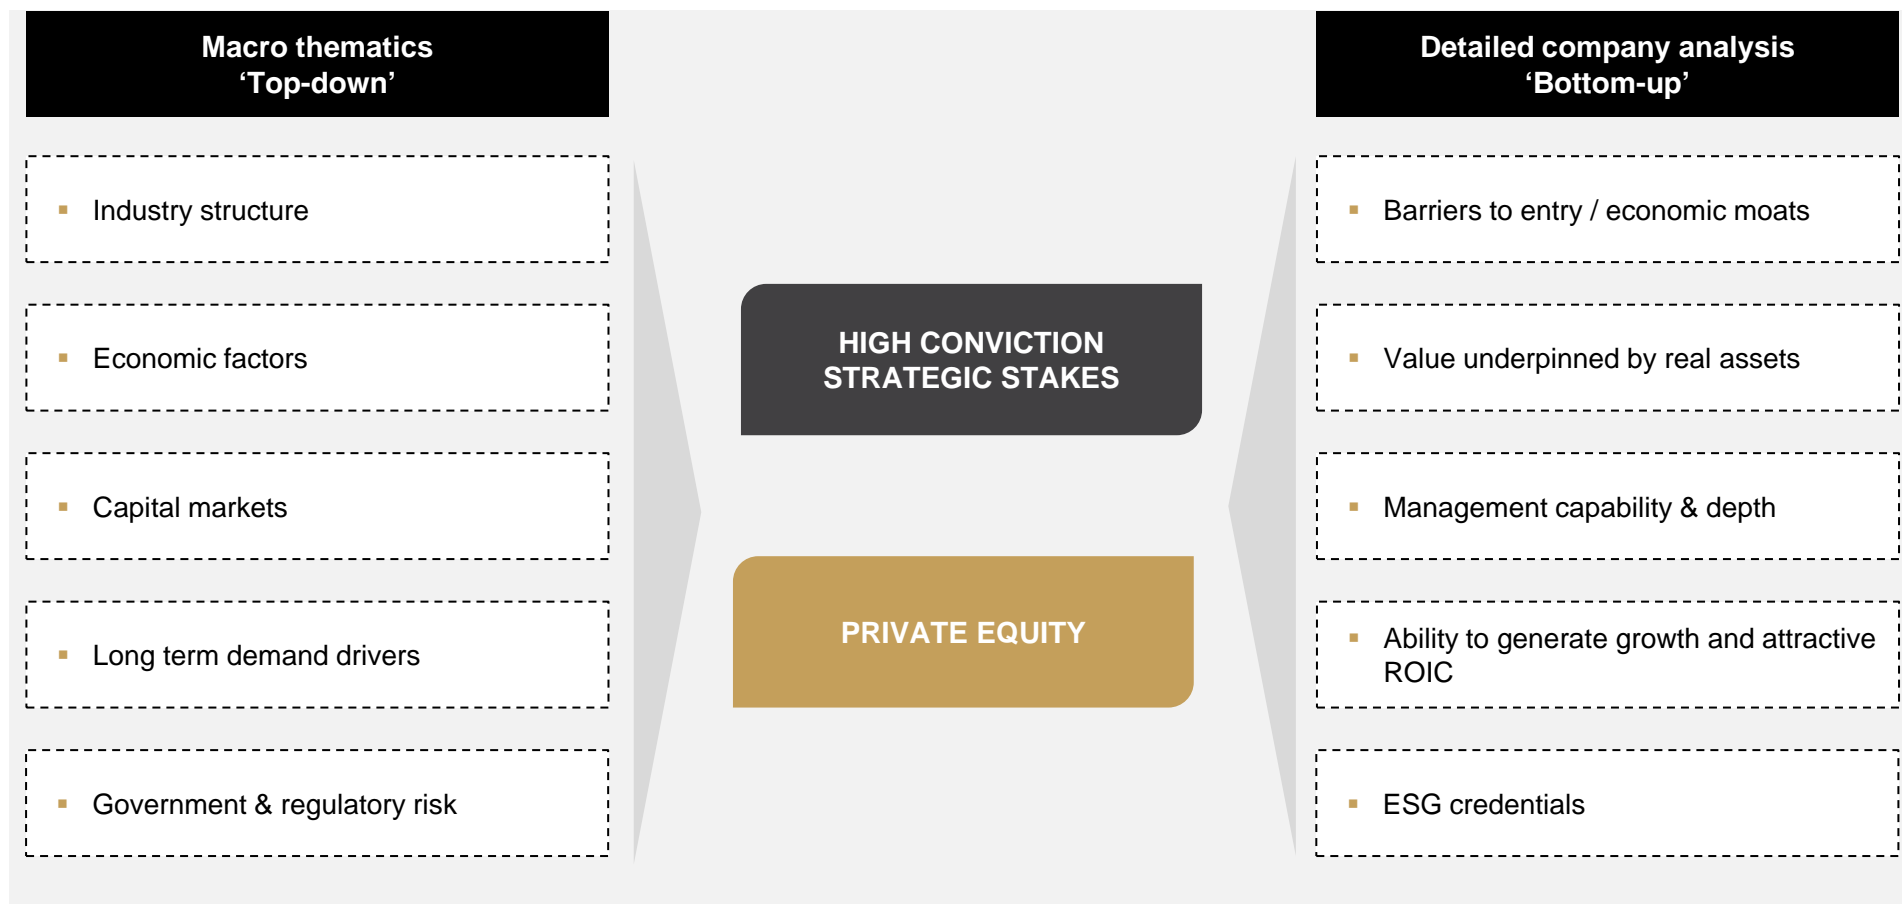 Macro thematics
‘Top-down’
▪ Industry structure
▪ Economic factors
▪ Capital markets
▪ Long term demand drivers
▪ Government & regulatory risk
HIGH CONVICTION
STRATEGIC STAKES
PRIVATE EQUITY
Detailed company analysis
‘Bottom-up’
▪ Barriers to entry / economic moats
▪ Value underpinned by real assets
▪ Management capability & depth
▪ Ability to generate growth and attractive
ROIC
▪ ESG credentials